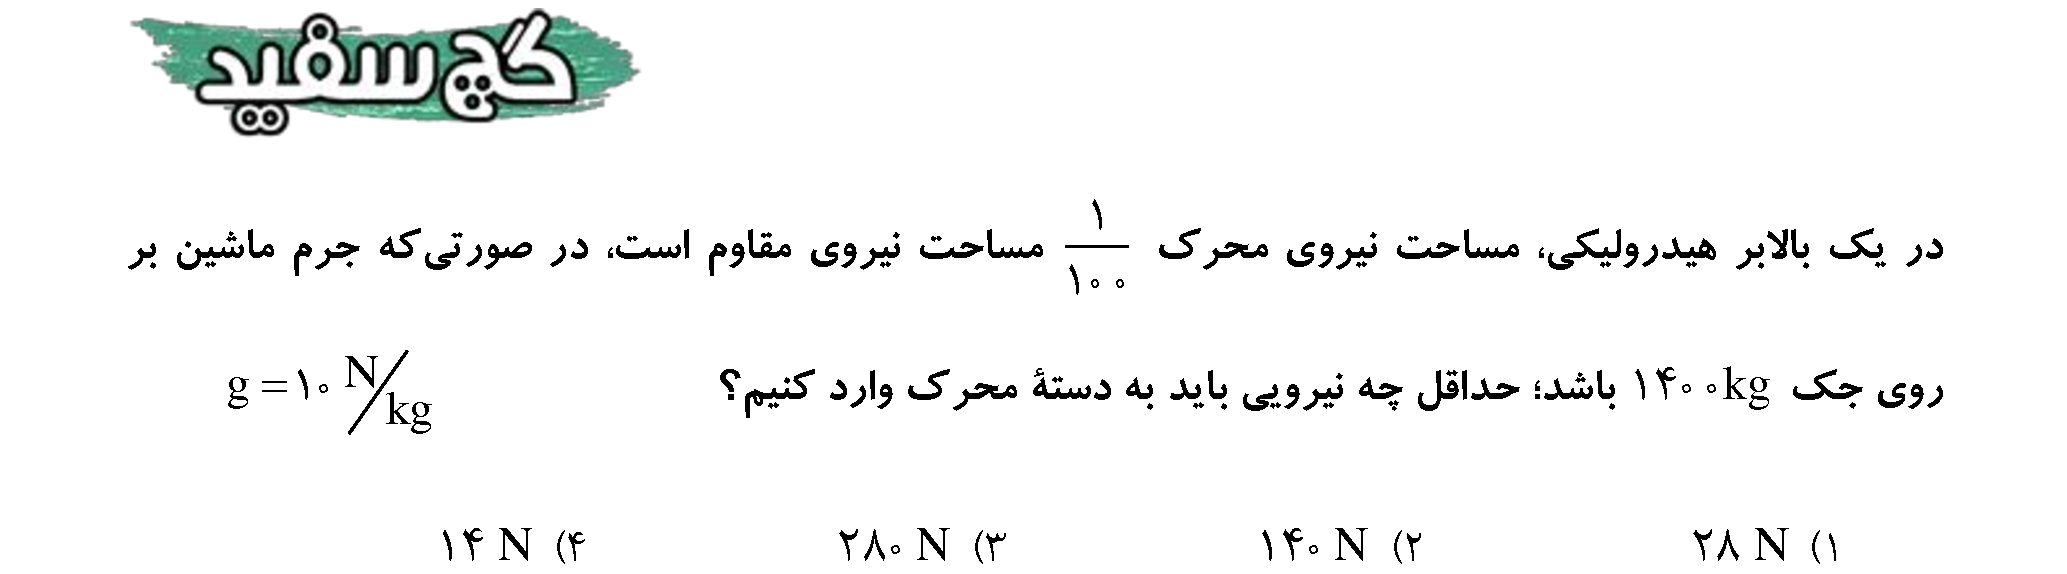 گچ سفید
در یک بالابر هیدرولیکی، مساحت نیروی محرک ۱/۱۰۰ مساحت نیروی مقاوم است، در صورتی‌که جرم ماشین بر
روی جک ۱۴۰۰kg باشد؛ حداقل چه نیرویی باید به دستهٔ محرک وارد کنیم؟ g = ۱۰ N/kg
۱) ۲۸ N ۲) ۱۴۰ N ۳) ۲۸۰ N ۴) ۱۴ N